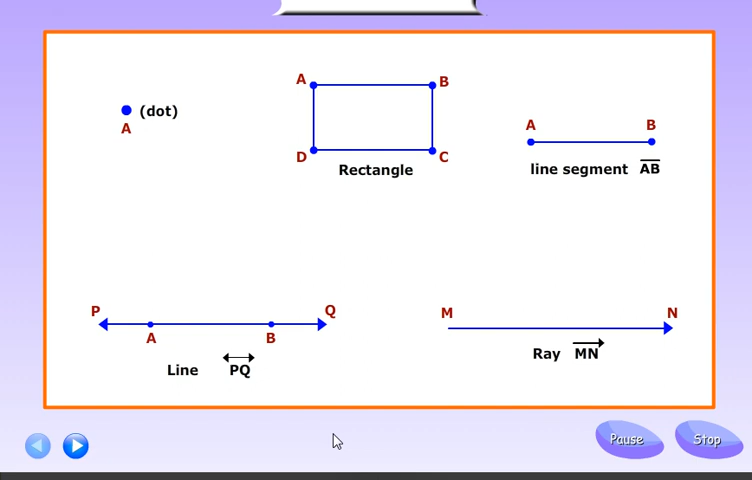 (dot)
A
A
B
D
C
Rectangle
A
B
line segment AB
P
Q
A
B
Line PQ
M
N
Ray MN
Pause
Stop